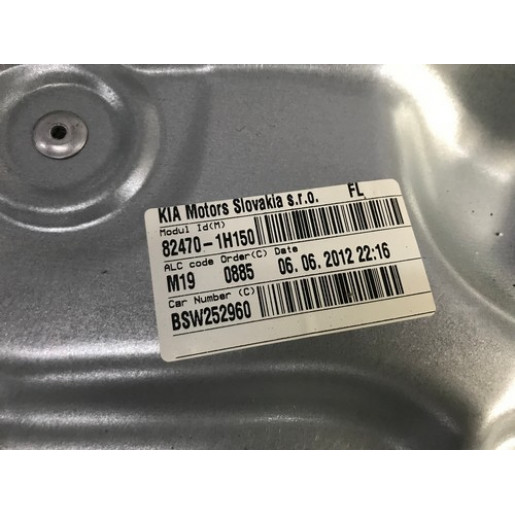 KIA Motors Slovakia s.r.o. FL
Modul Id(M)
82470-1H150
ALC code Order(C) Date
M19 0885 06.06.2012 22:16
Car Number (C)
BSW252960